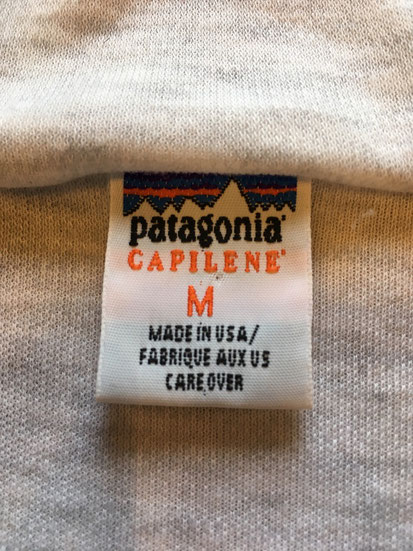 patagonia®
CAPILENE®
M
MADE IN USA/
FABRIQUE AUX US
CARE OVER